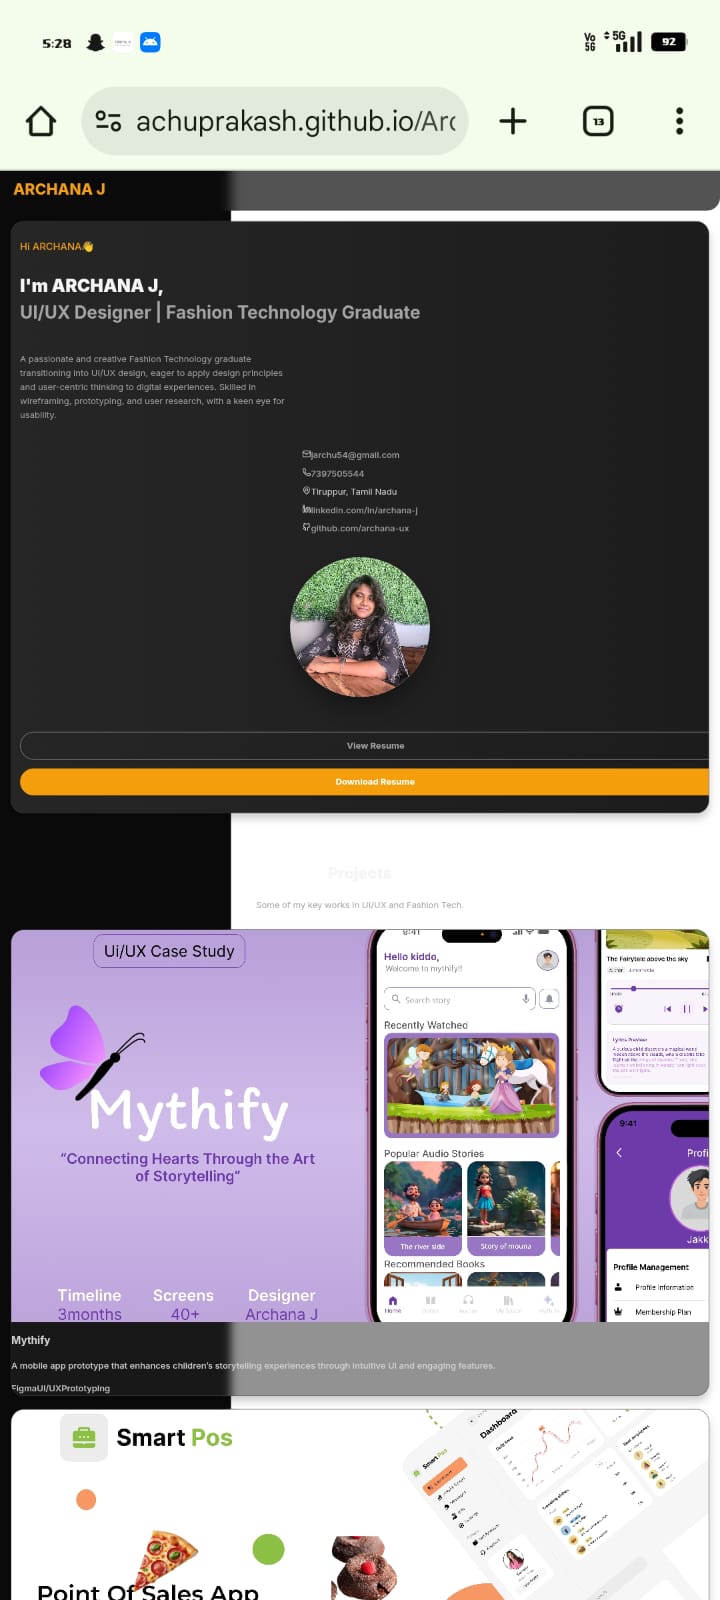 5:28
Vo 5G
5G
92
achuprakash.github.io/Arc
13
ARCHANA J
Hi ARCHANA👋
I'm ARCHANA J,
UI/UX Designer | Fashion Technology Graduate
A passionate and creative Fashion Technology graduate
transitioning into UI/UX design, eager to apply design principles
and user-centric thinking to digital experiences. Skilled in
wireframing, prototyping, and user research, with a keen eye for
usability.
jarchu54@gmail.com
7397505544
Tiruppur, Tamil Nadu
linkedin.com/in/archana-j
github.com/archana-ux
View Resume
Download Resume
Projects
Some of my key works in UI/UX and Fashion Tech.
Ui/UX Case Study
Mythify
“Connecting Hearts Through the Art
of Storytelling“
Timeline
3months
Screens
40+
Designer
Archana J
9:41
Hello kiddo,
Welcome to mythify!!
Search story
Recently Watched
Popular Audio Stories
The river side
Story of mouna
Recommended Books
Home
The Fairytale above the sky
Lyrics Preview
9:41
Profi
Jakk
Profile Management
Profile Information
Membership Plan
Mythify
A mobile app prototype that enhances children's storytelling experiences through intuitive UI and engaging features.
FigmaUI/UXPrototyping
Smart Pos
Point Of Sales App
SmartPos
Dashboard